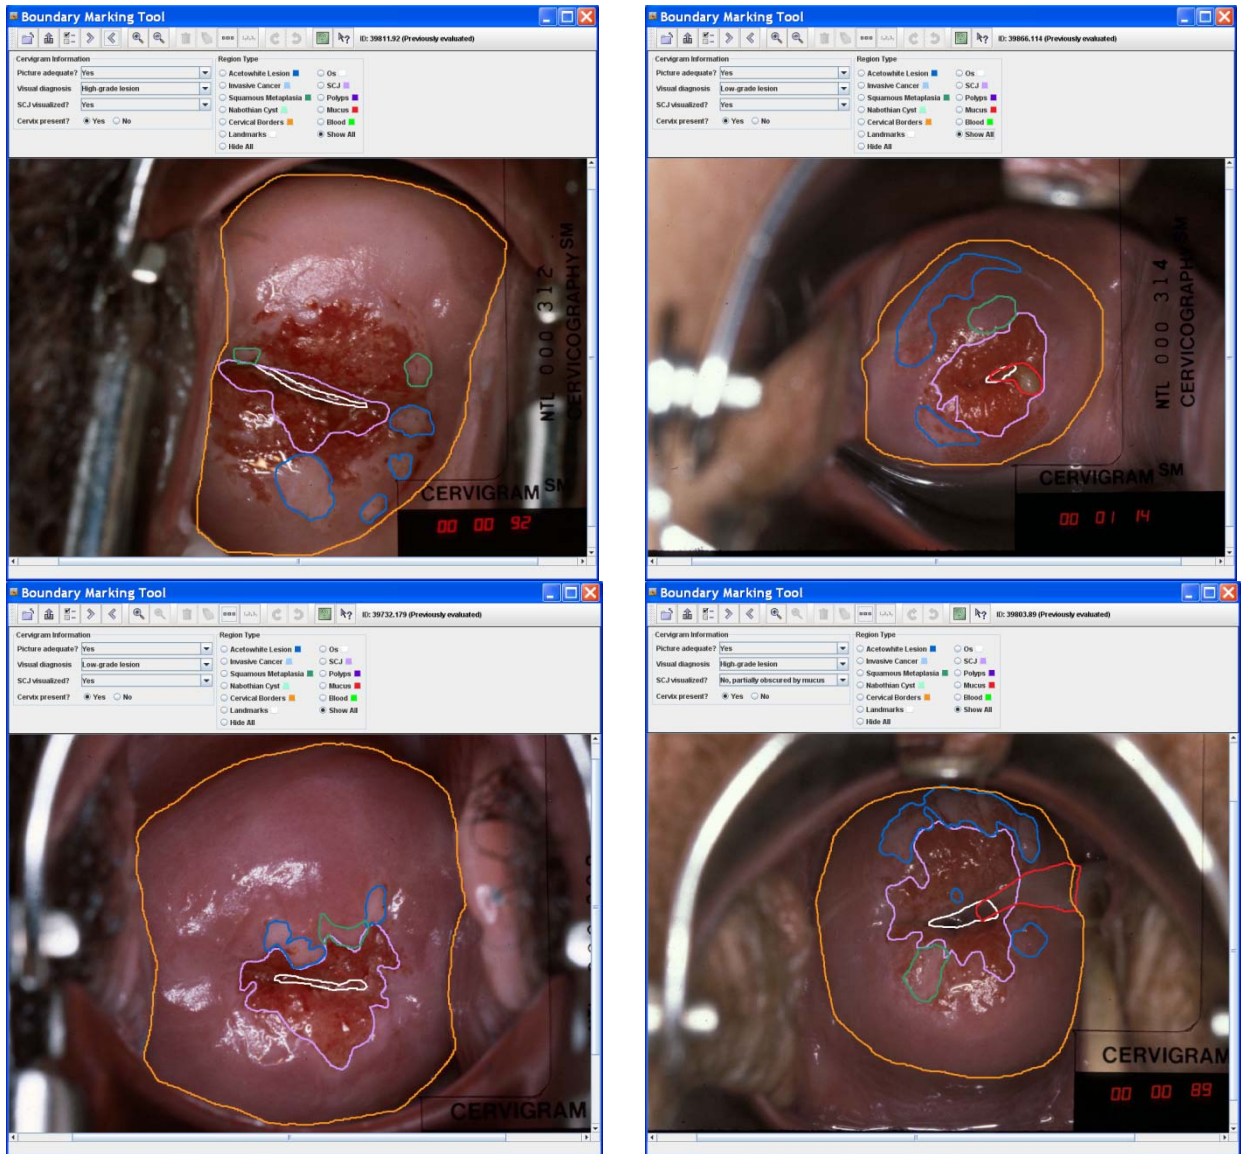 Boundary Marking Tool
ID: 39811.92 (Previously evaluated)
Cervigram Information
Picture adequate? Yes
Visual diagnosis High-grade lesion
SCJ visualized? Yes
Cervix present? Yes No
Region Type
Acetowhite Lesion Os
Invasive Cancer SCJ
Squamous Metaplasia Polyps
Nabothian Cyst Mucus
Cervical Borders Blood
Landmarks Show All
Hide All
NTL 000 312
CERVICOGRAPHY SM
CERVIGRAM SM
00 00 92
Boundary Marking Tool
ID: 39866.114 (Previously evaluated)
Cervigram Information
Picture adequate? Yes
Visual diagnosis Low-grade lesion
SCJ visualized? Yes
Cervix present? Yes No
Region Type
Acetowhite Lesion Os
Invasive Cancer SCJ
Squamous Metaplasia Polyps
Nabothian Cyst Mucus
Cervical Borders Blood
Landmarks Show All
Hide All
NTL 000 314
CERVICOGRAPHY SM
CERVIGRAM SM
00 01 14
Boundary Marking Tool
ID: 39732.179 (Previously evaluated)
Cervigram Information
Picture adequate? Yes
Visual diagnosis Low-grade lesion
SCJ visualized? Yes
Cervix present? Yes No
Region Type
Acetowhite Lesion Os
Invasive Cancer SCJ
Squamous Metaplasia Polyps
Nabothian Cyst Mucus
Cervical Borders Blood
Landmarks Show All
Hide All
CERVIGRAM
Boundary Marking Tool
ID: 39803.89 (Previously evaluated)
Cervigram Information
Picture adequate? Yes
Visual diagnosis High-grade lesion
SCJ visualized? No, partially obscured by mucus
Cervix present? Yes No
Region Type
Acetowhite Lesion Os
Invasive Cancer SCJ
Squamous Metaplasia Polyps
Nabothian Cyst Mucus
Cervical Borders Blood
Landmarks Show All
Hide All
CERVIGRAM
00 00 89